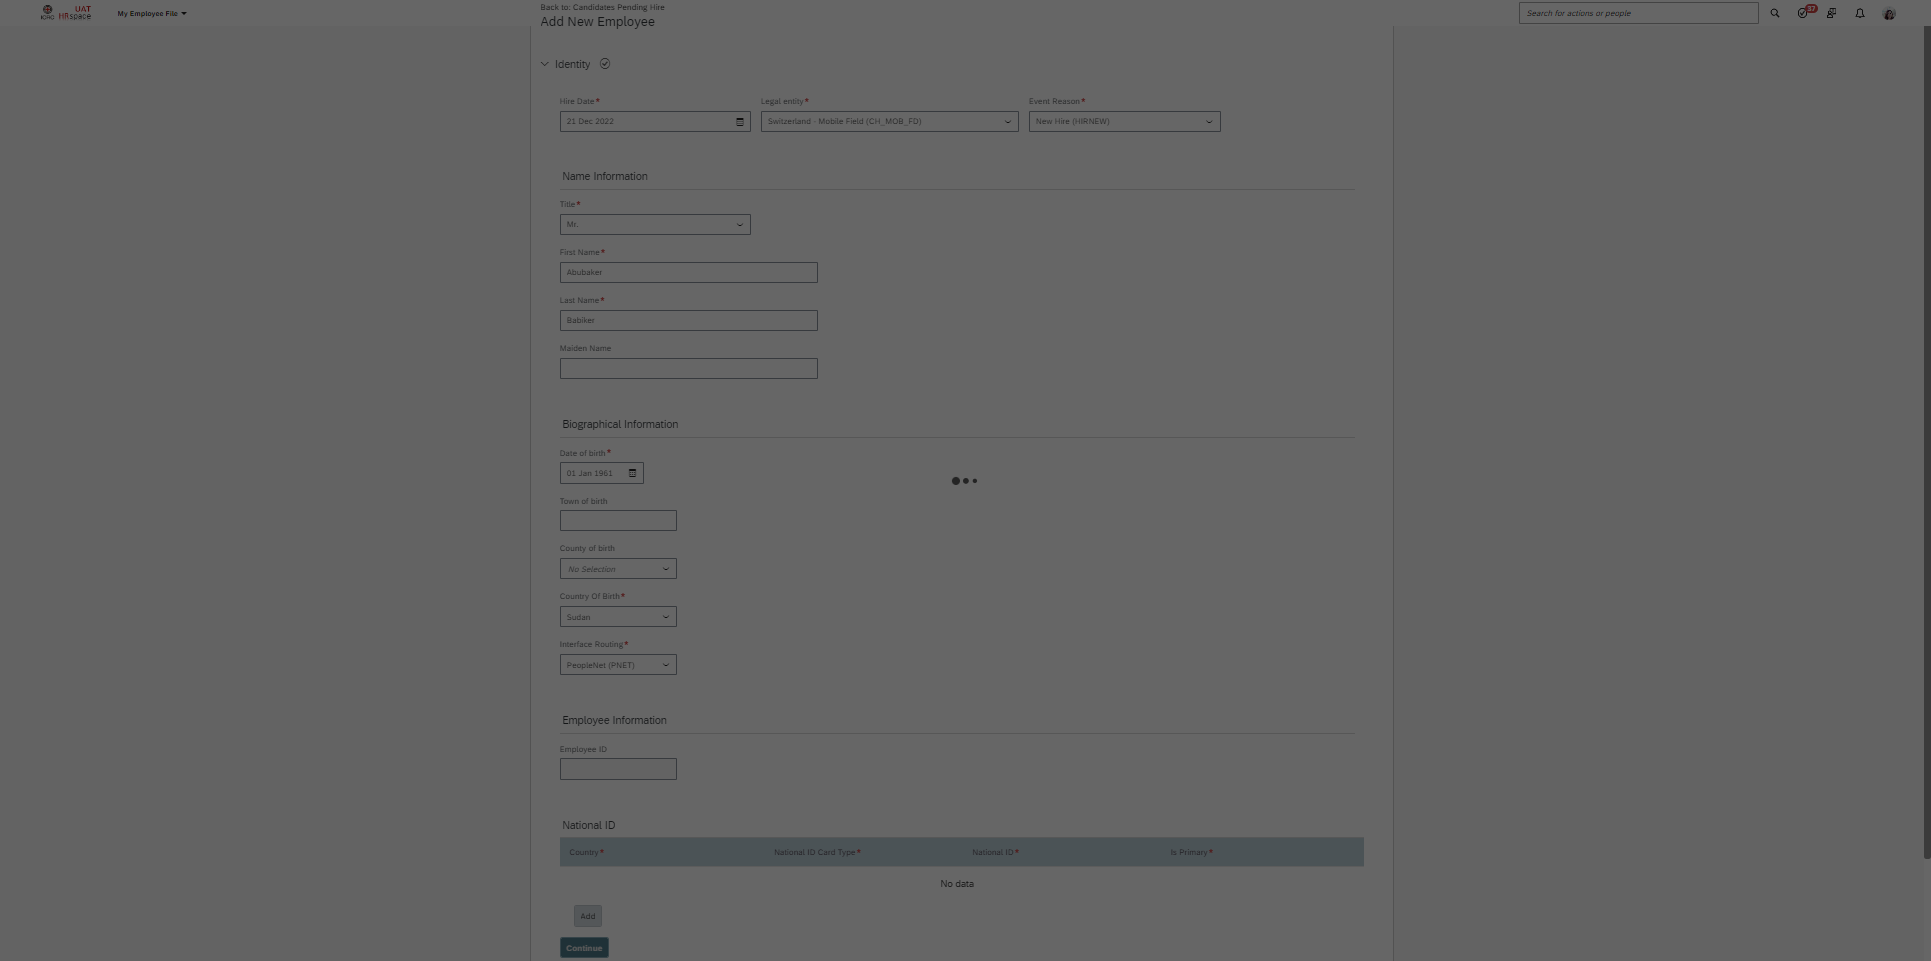 ICRC
UAT
HRspace
My Employee File
Back to: Candidates Pending Hire
Add New Employee
Search for actions or people
37
Identity
Hire Date*
Legal entity*
Event Reason*
21 Dec 2022
Switzerland - Mobile Field (CH_MOB_FD)
New Hire (HIRNEW)
Name Information
Title*
Mr.
First Name*
Abubaker
Last Name*
Babiker
Maiden Name
Biographical Information
Date of birth*
01 Jan 1961
Town of birth
County of birth
No Selection
Country Of Birth*
Sudan
Interface Routing*
PeopleNet (PNET)
Employee Information
Employee ID
National ID
Country*
National ID Card Type*
National ID*
Is Primary*
No data
Add
Continue